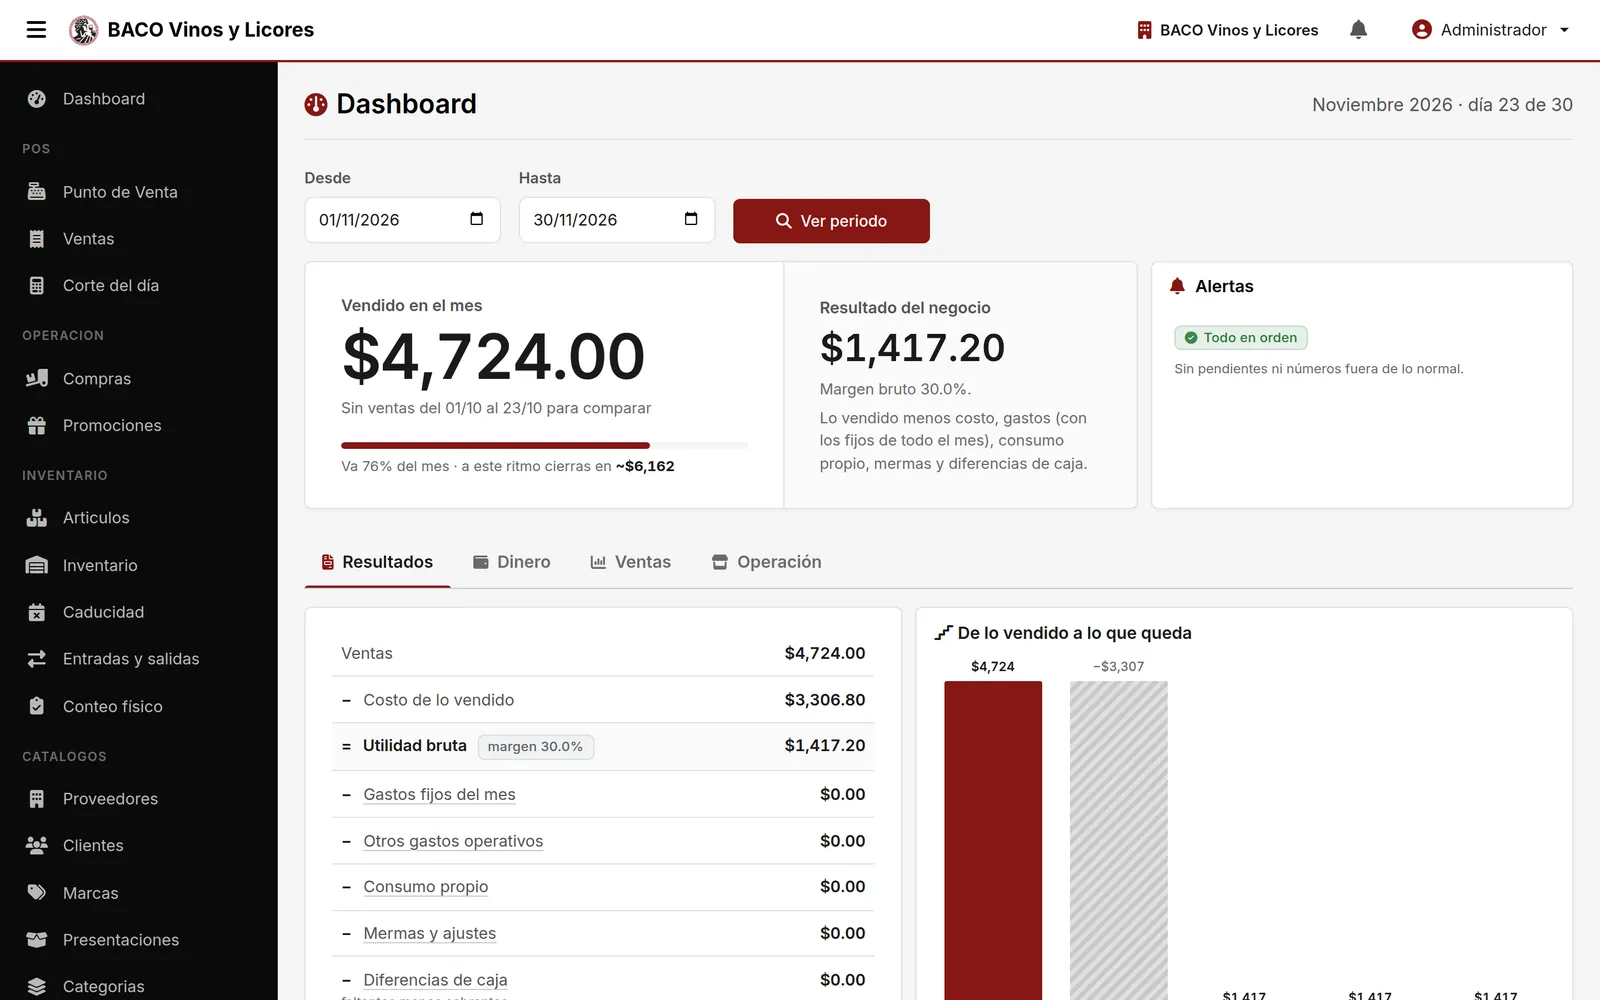 BACO Vinos y Licores
BACO Vinos y Licores
Administrador
Dashboard
POS
Punto de Venta
Ventas
Corte del día
OPERACION
Compras
Promociones
INVENTARIO
Articulos
Inventario
Caducidad
Entradas y salidas
Conteo físico
CATALOGOS
Proveedores
Clientes
Marcas
Presentaciones
Categorias
Dashboard
Noviembre 2026 · día 23 de 30
Desde
Hasta
01/11/2026
30/11/2026
Ver periodo
Vendido en el mes
$4,724.00
Sin ventas del 01/10 al 23/10 para comparar
Va 76% del mes · a este ritmo cierras en ~$6,162
Resultado del negocio
$1,417.20
Margen bruto 30.0%.
Lo vendido menos costo, gastos (con
los fijos de todo el mes), consumo
propio, mermas y diferencias de caja.
Alertas
Todo en orden
Sin pendientes ni números fuera de lo normal.
Resultados
Dinero
Ventas
Operación
Ventas $4,724.00
− Costo de lo vendido $3,306.80
= Utilidad bruta margen 30.0% $1,417.20
− Gastos fijos del mes $0.00
− Otros gastos operativos $0.00
− Consumo propio $0.00
− Mermas y ajustes $0.00
− Diferencias de caja $0.00
De lo vendido a lo que queda
$4,724
−$3,307
$1,417
$1,417
$1,417